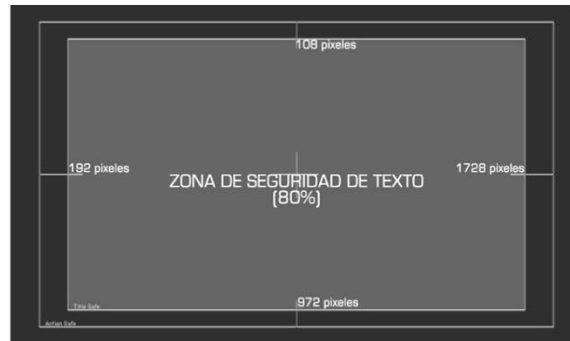 108 pixeles
192 pixeles
1728 pixeles
ZONA DE SEGURIDAD DE TEXTO
(80%)
972 pixeles
Title Safe
Action Safe